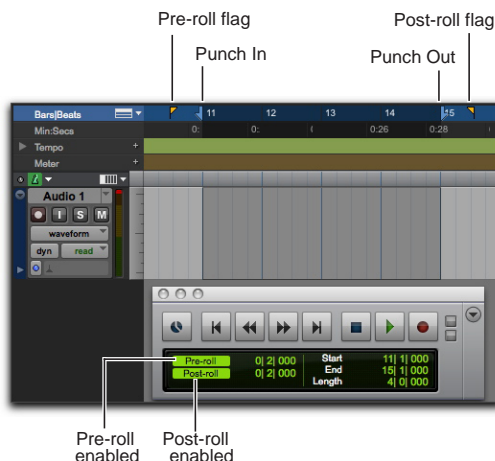 Pre-roll flag
Post-roll flag
Punch In
Punch Out
Bars|Beats
11 12 13 14 15
Min:Secs
0: 0: 0:26 0:28
Tempo +
Meter +
Audio 1
I S M
waveform
dyn read
Pre-roll 0| 2| 000
Post-roll 0| 2| 000
Start 11| 1| 000
End 15| 1| 000
Length 4| 0| 000
Pre-roll enabled
Post-roll enabled